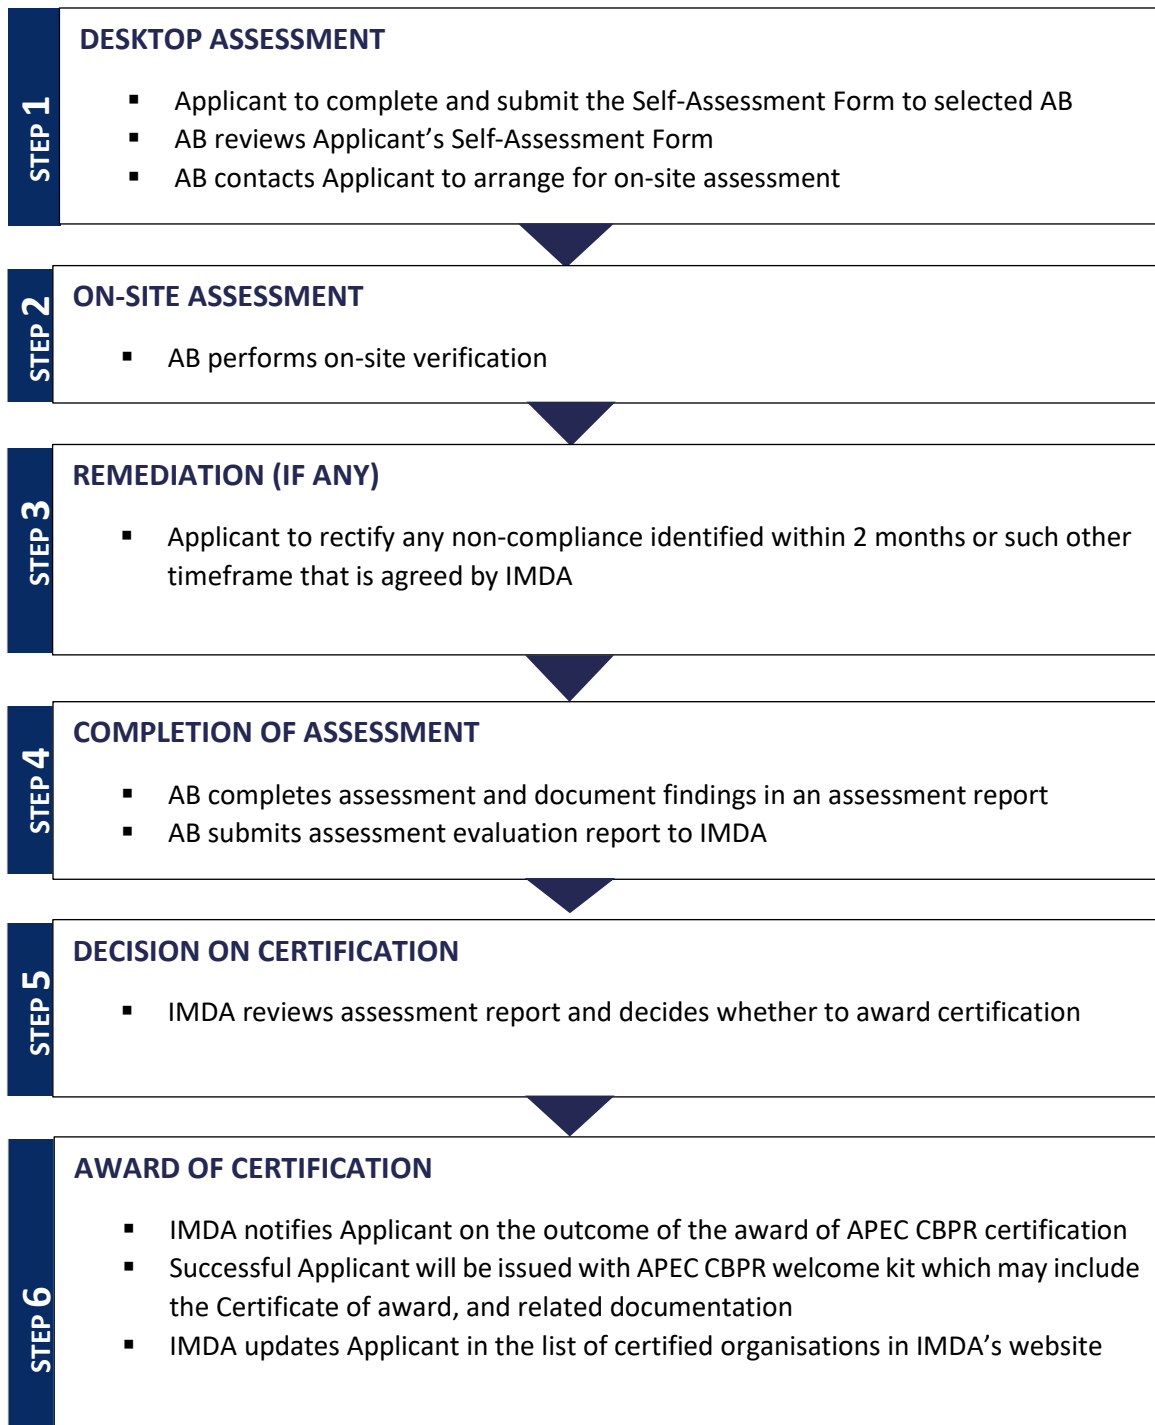 STEP 1
DESKTOP ASSESSMENT
▪ Applicant to complete and submit the Self-Assessment Form to selected AB
▪ AB reviews Applicant’s Self-Assessment Form
▪ AB contacts Applicant to arrange for on-site assessment
STEP 2
ON-SITE ASSESSMENT
▪ AB performs on-site verification
STEP 3
REMEDIATION (IF ANY)
▪ Applicant to rectify any non-compliance identified within 2 months or such other
timeframe that is agreed by IMDA
STEP 4
COMPLETION OF ASSESSMENT
▪ AB completes assessment and document findings in an assessment report
▪ AB submits assessment evaluation report to IMDA
STEP 5
DECISION ON CERTIFICATION
▪ IMDA reviews assessment report and decides whether to award certification
STEP 6
AWARD OF CERTIFICATION
▪ IMDA notifies Applicant on the outcome of the award of APEC CBPR certification
▪ Successful Applicant will be issued with APEC CBPR welcome kit which may include
the Certificate of award, and related documentation
▪ IMDA updates Applicant in the list of certified organisations in IMDA’s website